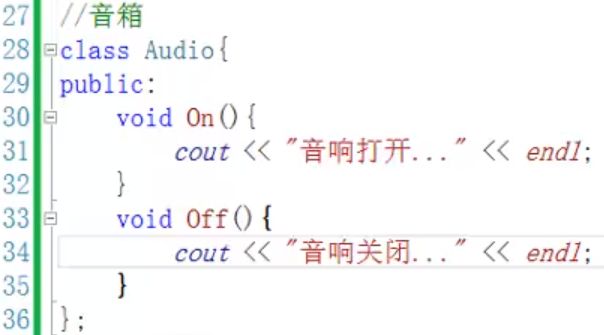 27 //音箱
28 class Audio{
29 public:
30     void On(){
31         cout << "音响打开..." << endl;
32     }
33     void Off(){
34         cout << "音响关闭..." << endl;
35     }
36 };